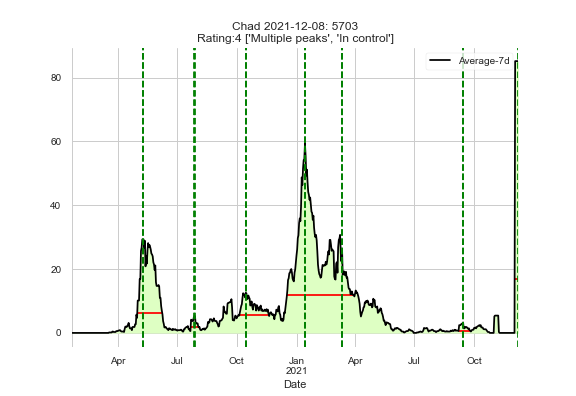 Chad 2021-12-08: 5703
Rating:4 ['Multiple peaks', 'In control']
Average-7d
80
60
40
20
0
Apr Jul Oct Jan Apr Jul Oct
2021
Date